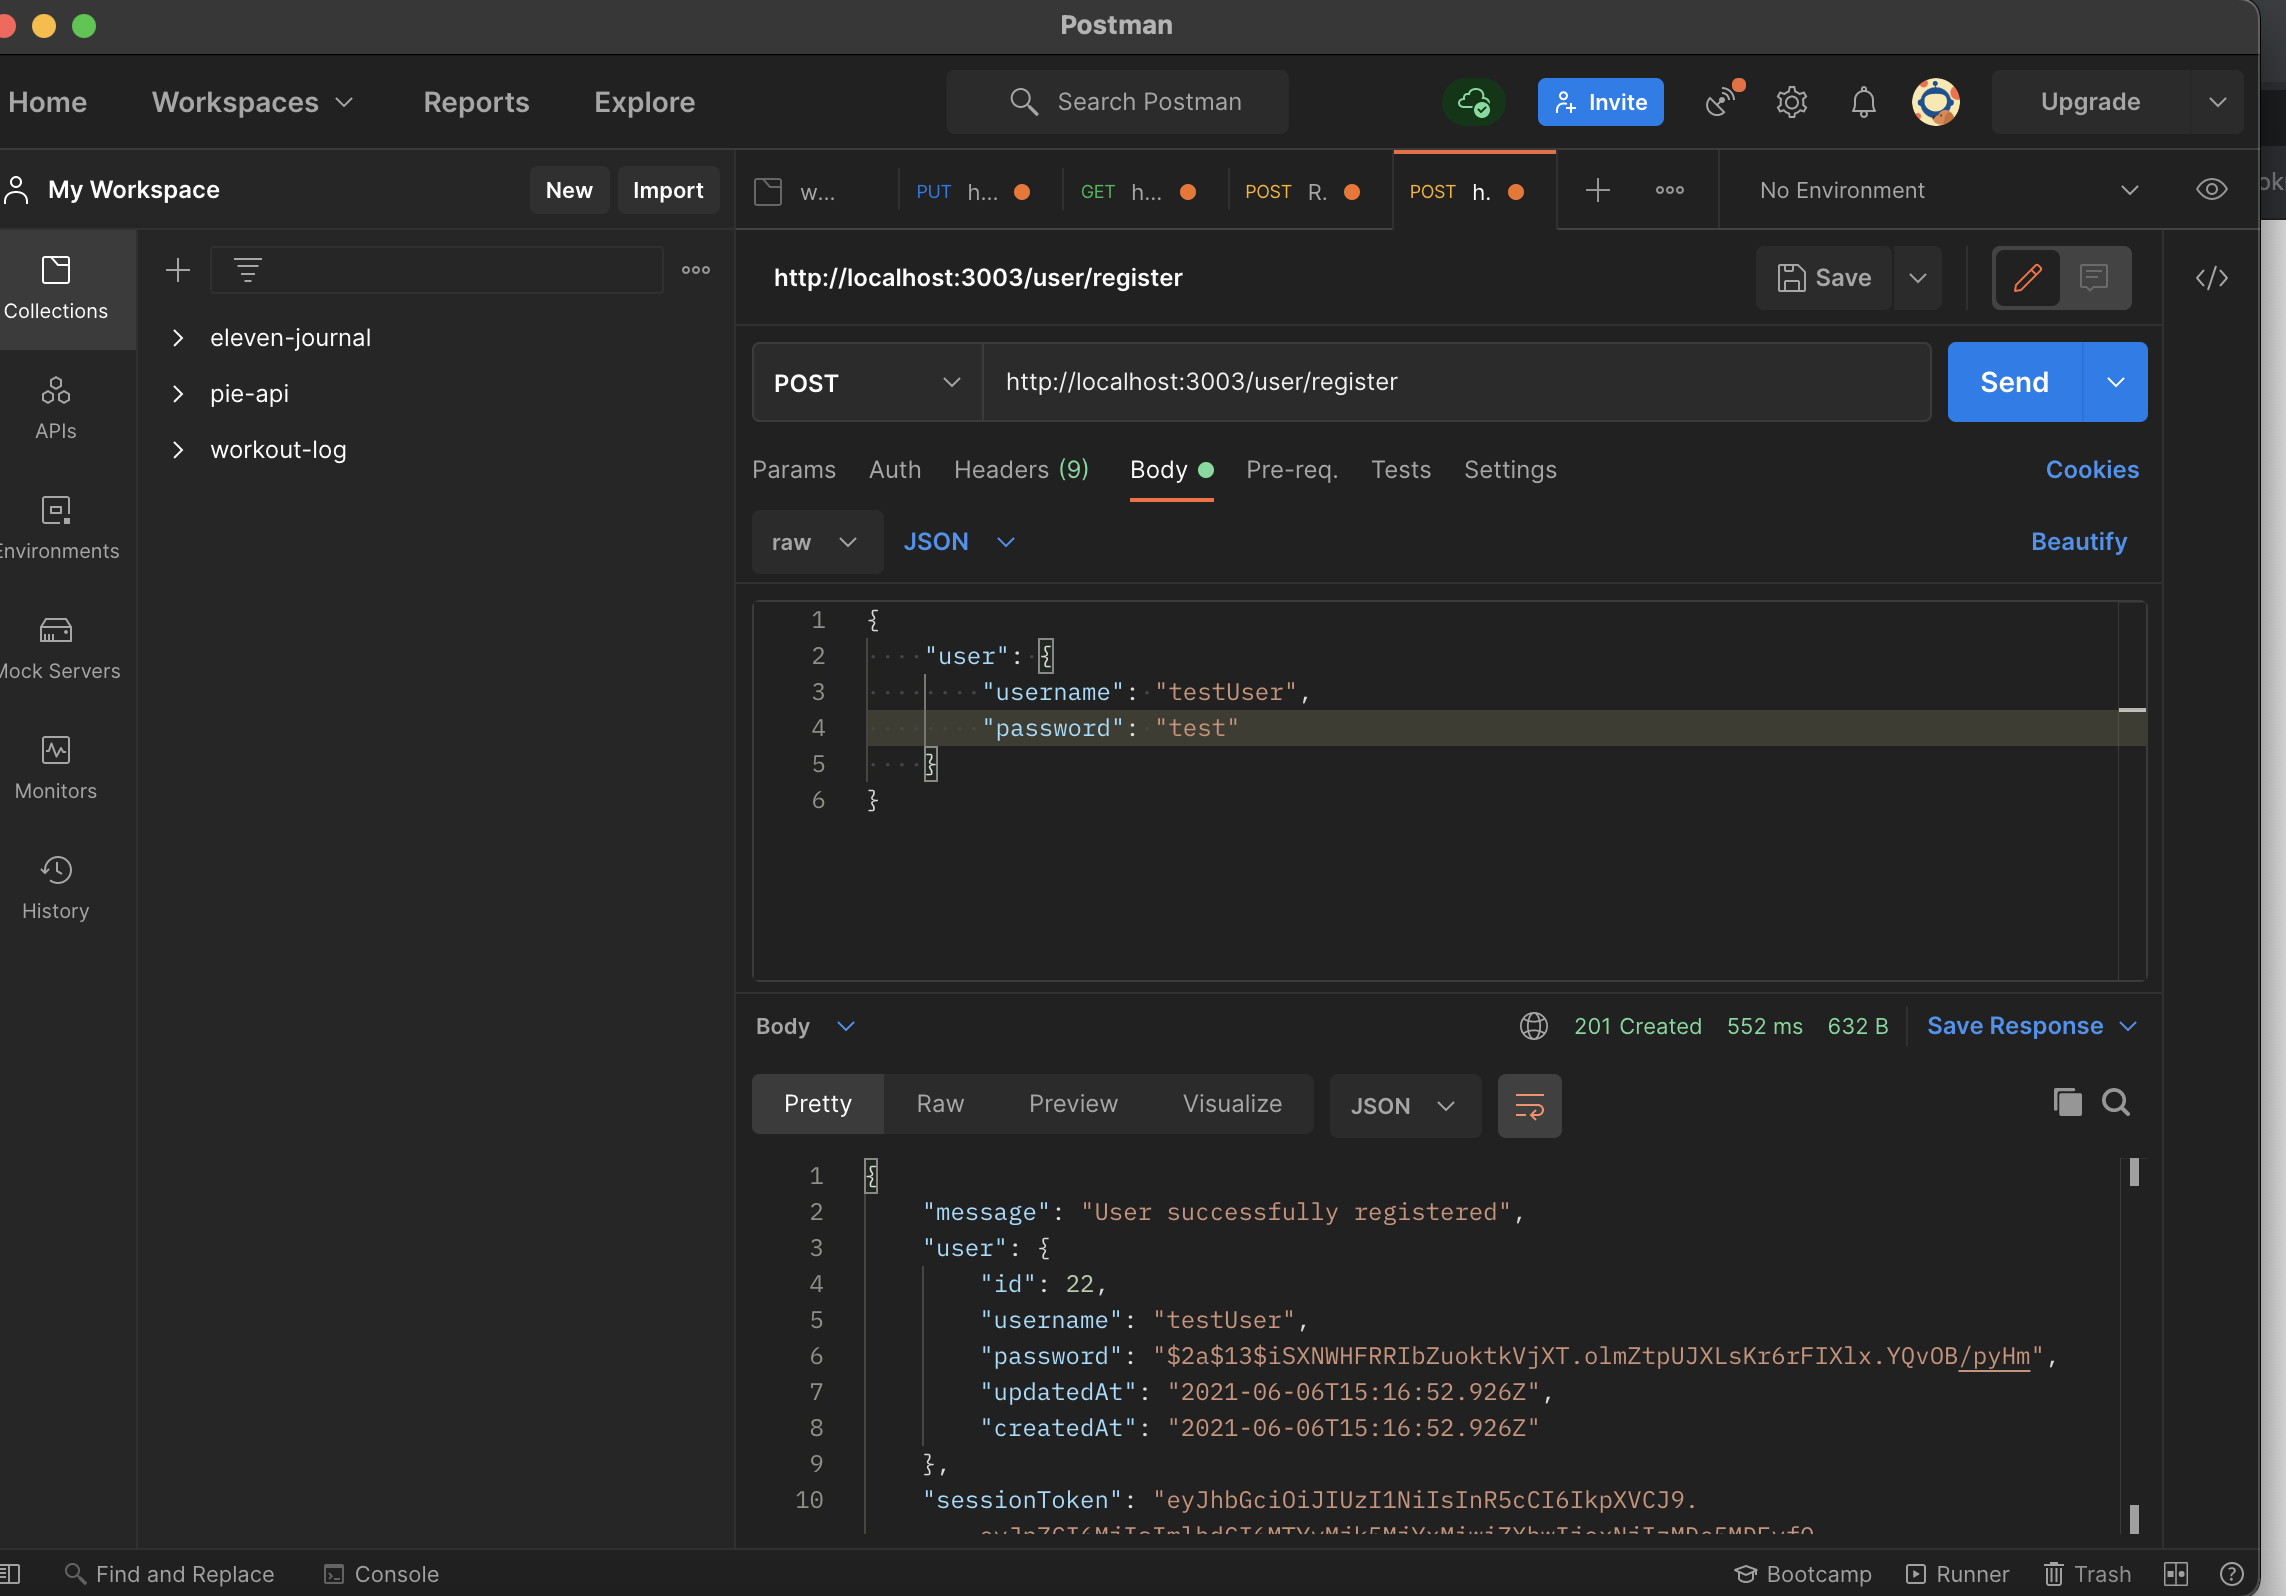 Postman
Home Workspaces Reports Explore Search Postman Invite Upgrade
My Workspace New Import
w... PUT h... GET h... POST R. POST h. No Environment
Collections
APIs
Environments
Mock Servers
Monitors
History
eleven-journal
pie-api
workout-log
http://localhost:3003/user/register Save
POST http://localhost:3003/user/register Send
Params Auth Headers (9) Body Pre-req. Tests Settings Cookies
raw JSON Beautify
1 {
2 "user": {
3 "username": "testUser",
4 "password": "test"
5 }
6 }
Body 201 Created 552 ms 632 B Save Response
Pretty Raw Preview Visualize JSON
1 {
2 "message": "User successfully registered",
3 "user": {
4 "id": 22,
5 "username": "testUser",
6 "password": "$2a$13$iSXNWHFRRIbZuoktkVjXT.olmZtpUJXLsKr6rFIXlx.YQvOB/pyHm",
7 "updatedAt": "2021-06-06T15:16:52.926Z",
8 "createdAt": "2021-06-06T15:16:52.926Z"
9 },
10 "sessionToken": "eyJhbGciOiJIUzI1NiIsInR5cCI6IkpXVCJ9.
Find and Replace Console Bootcamp Runner Trash